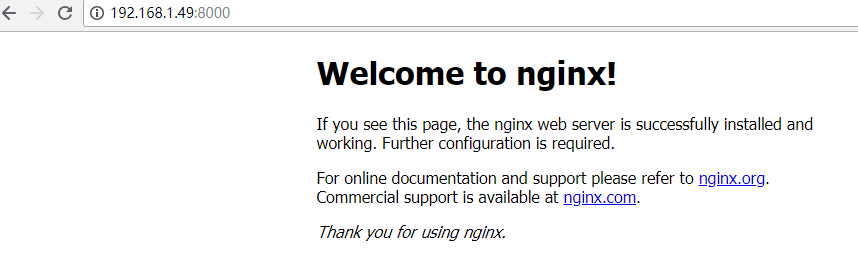 192.168.1.49:8000
Welcome to nginx!
If you see this page, the nginx web server is successfully installed and
working. Further configuration is required.
For online documentation and support please refer to nginx.org.
Commercial support is available at nginx.com.
Thank you for using nginx.